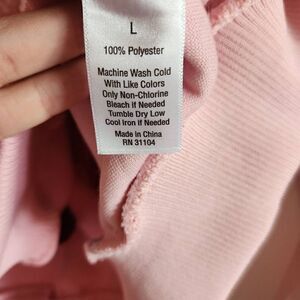 L
100% Polyester
Machine Wash Cold
With Like Colors
Only Non-Chlorine
Bleach if Needed
Tumble Dry Low
Cool Iron if Needed
Made in China
RN 31104